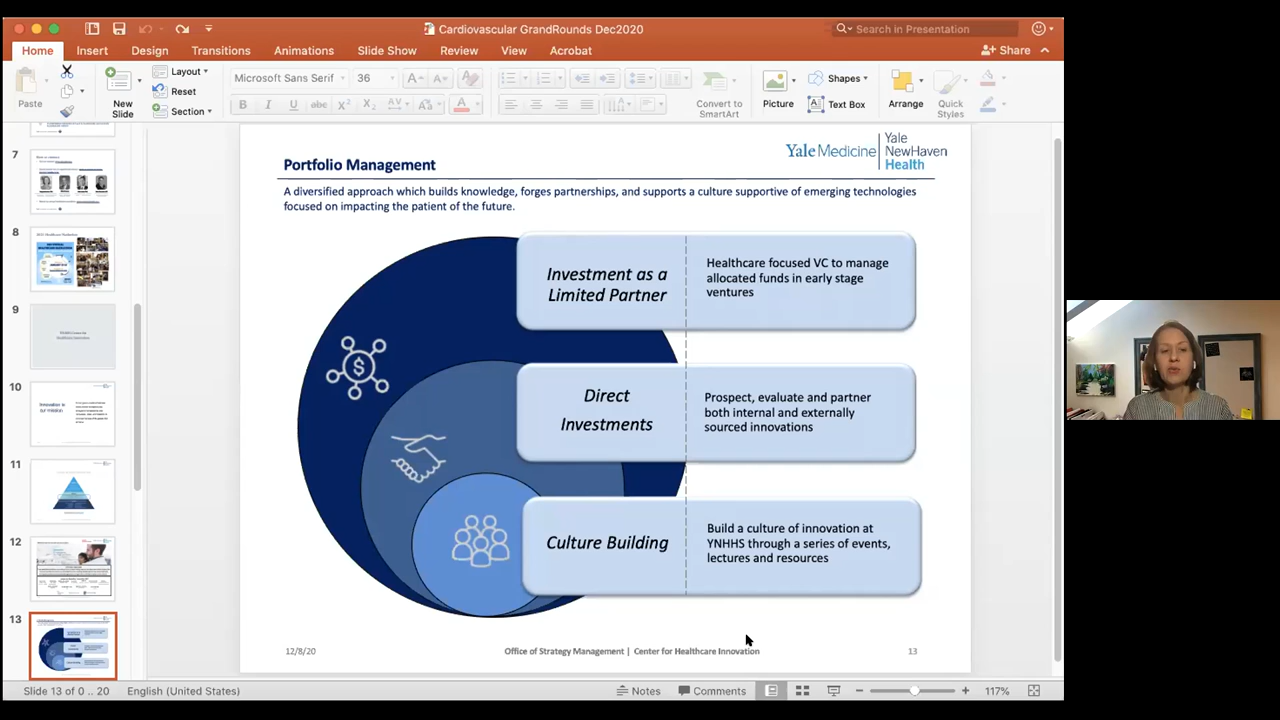 Cardiovascular GrandRounds Dec2020
Search in Presentation
Home Insert Design Transitions Animations Slide Show Review View Acrobat
Share
Paste
New
Slide
Layout
Reset
Section
Microsoft Sans Serif 36
Convert to
SmartArt
Picture
Shapes
Text Box
Arrange
Quick
Styles
7
8
9
10
11
12
13
Portfolio Management
YaleMedicine
Yale
NewHaven
Health
A diversified approach which builds knowledge, forges partnerships, and supports a culture supportive of emerging technologies
focused on impacting the patient of the future.
Investment as a
Limited Partner
Healthcare focused VC to manage
allocated funds in early stage
ventures
Direct
Investments
Prospect, evaluate and partner
both internal and externally
sourced innovations
Culture Building
Build a culture of innovation at
YNHHS through a series of events,
lectures and resources
12/8/20
Office of Strategy Management | Center for Healthcare Innovation
13
Slide 13 of 0 .. 20 English (United States)
Notes Comments
117%